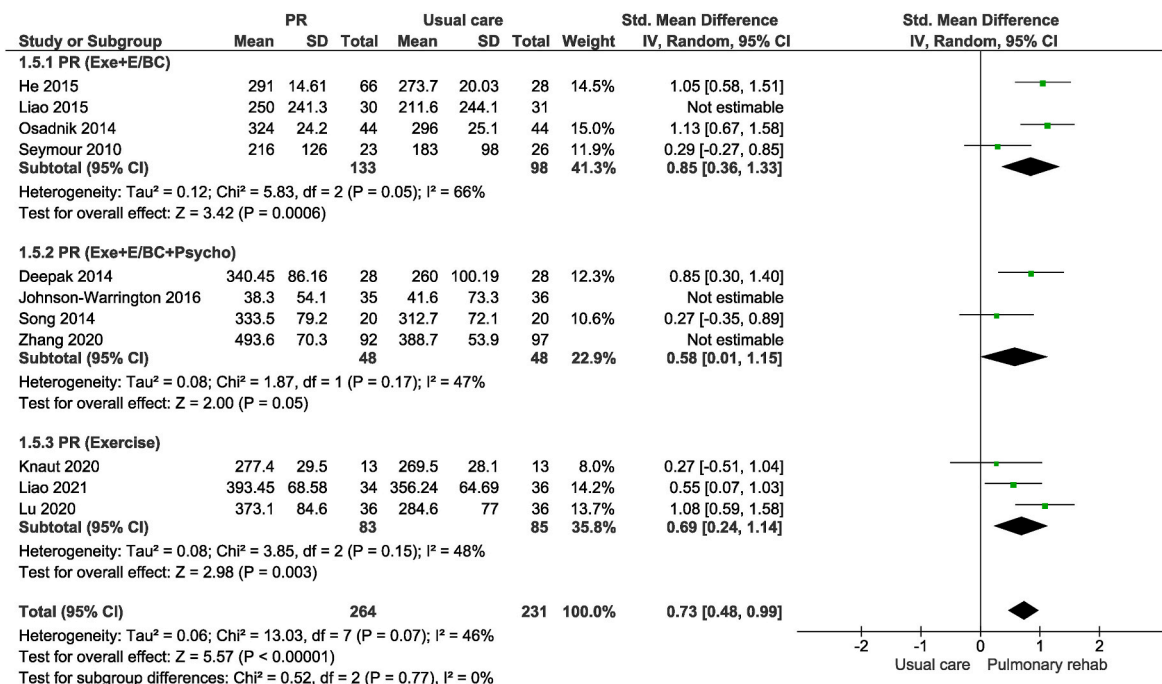 PR Usual care Std. Mean Difference Std. Mean Difference
Study or Subgroup Mean SD Total Mean SD Total Weight IV, Random, 95% CI IV, Random, 95% CI
1.5.1 PR (Exe+E/BC)
He 2015 291 14.61 66 273.7 20.03 28 14.5% 1.05 [0.58, 1.51]
Liao 2015 250 241.3 30 211.6 244.1 31 Not estimable
Osadnik 2014 324 24.2 44 296 25.1 44 15.0% 1.13 [0.67, 1.58]
Seymour 2010 216 126 23 183 98 26 11.9% 0.29 [-0.27, 0.85]
Subtotal (95% CI) 133 98 41.3% 0.85 [0.36, 1.33]
Heterogeneity: Tau² = 0.12; Chi² = 5.83, df = 2 (P = 0.05); I² = 66%
Test for overall effect: Z = 3.42 (P = 0.0006)
1.5.2 PR (Exe+E/BC+Psycho)
Deepak 2014 340.45 86.16 28 260 100.19 28 12.3% 0.85 [0.30, 1.40]
Johnson-Warrington 2016 38.3 54.1 35 41.6 73.3 36 Not estimable
Song 2014 333.5 79.2 20 312.7 72.1 20 10.6% 0.27 [-0.35, 0.89]
Zhang 2020 493.6 70.3 92 388.7 53.9 97 Not estimable
Subtotal (95% CI) 48 48 22.9% 0.58 [0.01, 1.15]
Heterogeneity: Tau² = 0.08; Chi² = 1.87, df = 1 (P = 0.17); I² = 47%
Test for overall effect: Z = 2.00 (P = 0.05)
1.5.3 PR (Exercise)
Knaut 2020 277.4 29.5 13 269.5 28.1 13 8.0% 0.27 [-0.51, 1.04]
Liao 2021 393.45 68.58 34 356.24 64.69 36 14.2% 0.55 [0.07, 1.03]
Lu 2020 373.1 84.6 36 284.6 77 36 13.7% 1.08 [0.59, 1.58]
Subtotal (95% CI) 83 85 35.8% 0.69 [0.24, 1.14]
Heterogeneity: Tau² = 0.08; Chi² = 3.85, df = 2 (P = 0.15); I² = 48%
Test for overall effect: Z = 2.98 (P = 0.003)
Total (95% CI) 264 231 100.0% 0.73 [0.48, 0.99]
Heterogeneity: Tau² = 0.06; Chi² = 13.03, df = 7 (P = 0.07); I² = 46%
Test for overall effect: Z = 5.57 (P < 0.00001)
Test for subgroup differences: Chi² = 0.52, df = 2 (P = 0.77), I² = 0%
-2 -1 0 1 2
Usual care Pulmonary rehab